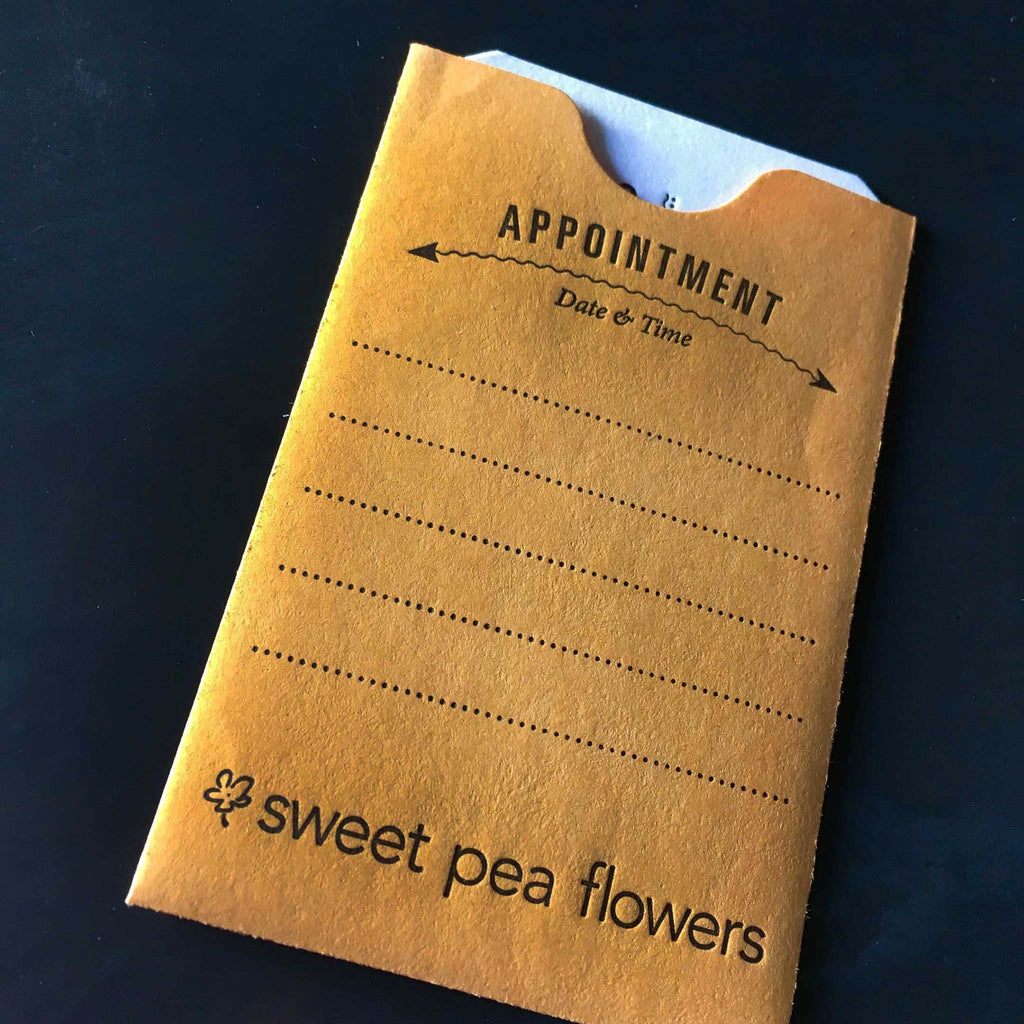 APPOINTMENT
Date & Time
sweet pea flowers